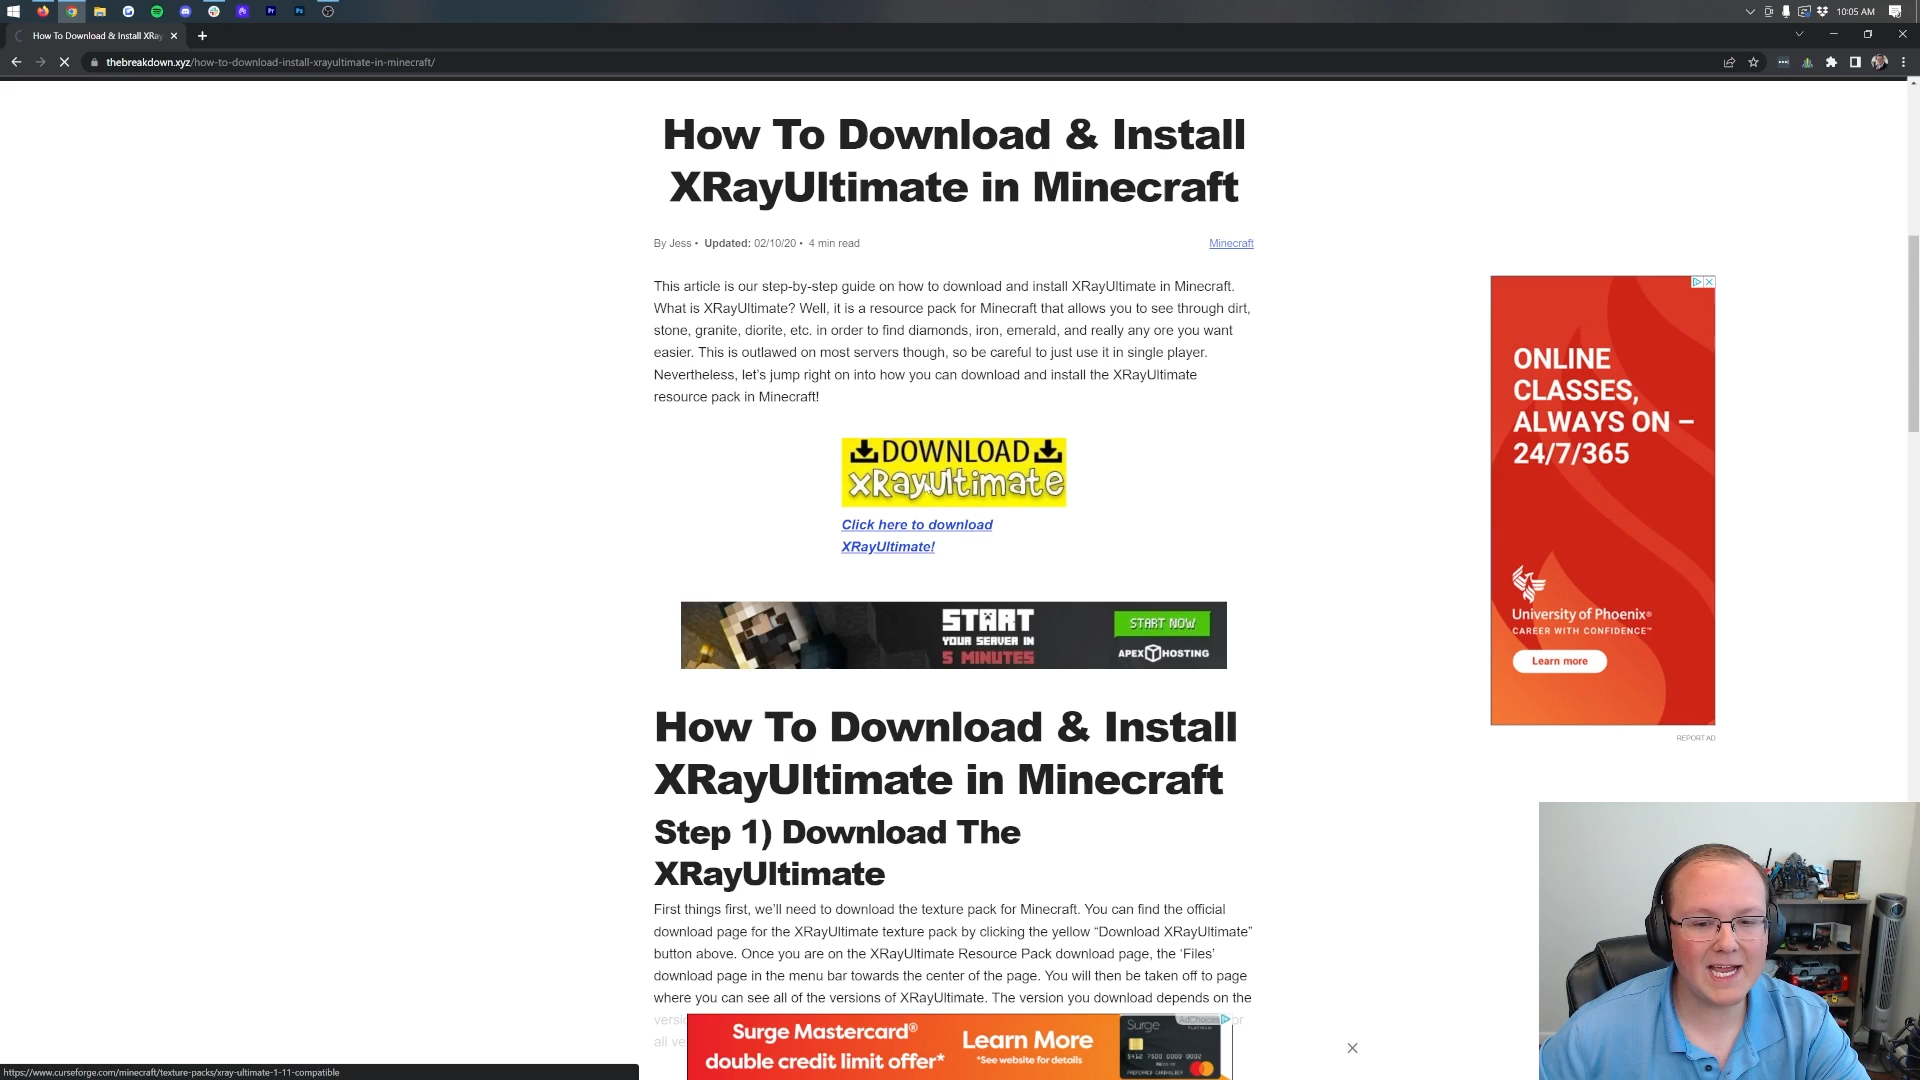 10:05 AM
How To Download & Install XRay
thebreakdown.xyz/how-to-download-install-xrayultimate-in-minecraft/
How To Download & Install
XRayUltimate in Minecraft
By Jess • Updated: 02/10/20 • 4 min read
Minecraft
This article is our step-by-step guide on how to download and install XRayUltimate in Minecraft.
What is XRayUltimate? Well, it is a resource pack for Minecraft that allows you to see through dirt,
stone, granite, diorite, etc. in order to find diamonds, iron, emerald, and really any ore you want
easier. This is outlawed on most servers though, so be careful to just use it in single player.
Nevertheless, let's jump right on into how you can download and install the XRayUltimate
resource pack in Minecraft!
DOWNLOAD
xRayUltimate
Click here to download
XRayUltimate!
START
YOUR SERVER IN
5 MINUTES
START NOW
APEX HOSTING
ONLINE
CLASSES,
ALWAYS ON –
24/7/365
University of Phoenix®
CAREER WITH CONFIDENCE™
Learn more
REPORT AD
How To Download & Install
XRayUltimate in Minecraft
Step 1) Download The
XRayUltimate
First things first, we'll need to download the texture pack for Minecraft. You can find the official
download page for the XRayUltimate texture pack by clicking the yellow “Download XRayUltimate”
button above. Once you are on the XRayUltimate Resource Pack download page, the ‘Files’
download page in the menu bar towards the center of the page. You will then be taken off to page
where you can see all of the versions of XRayUltimate. The version you download depends on the
all ve
Surge Mastercard®
double credit limit offer*
Learn More
*See website for details
AdChoices
Surge
PLATINUM
https://www.curseforge.com/minecraft/texture-packs/xray-ultimate-1-11-compatible